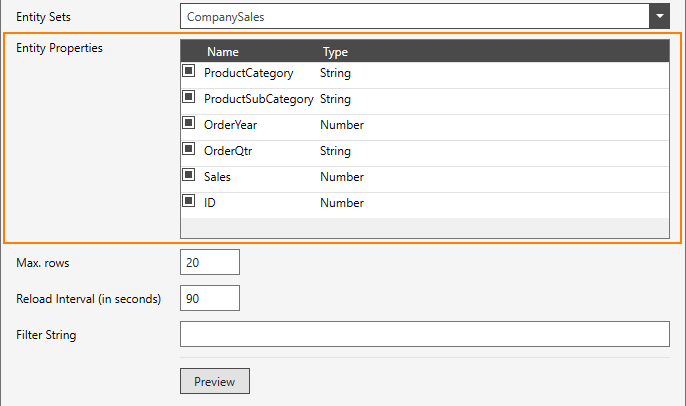 Entity Sets CompanySales
Entity Properties
Name Type
ProductCategory String
ProductSubCategory String
OrderYear Number
OrderQtr String
Sales Number
ID Number
Max. rows 20
Reload Interval (in seconds) 90
Filter String
Preview